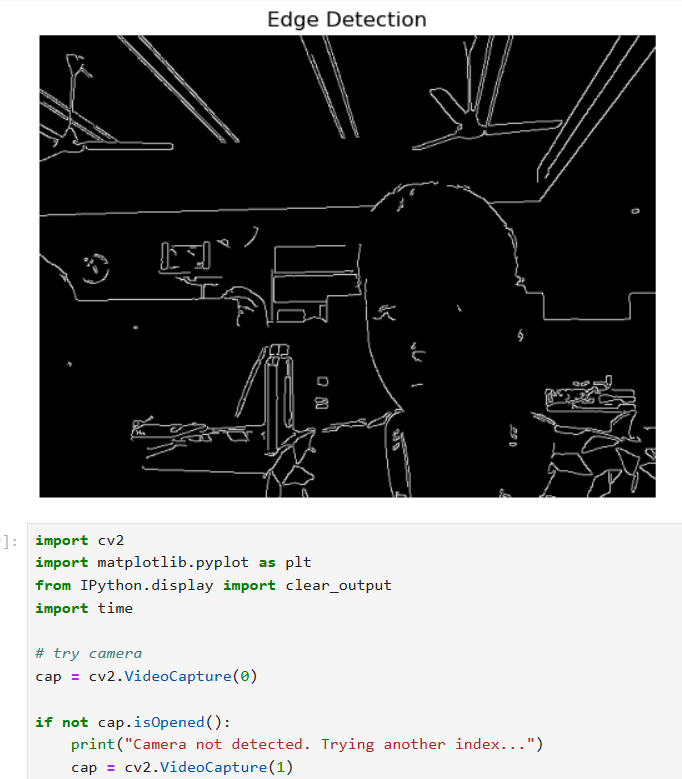 Edge Detection
]:
import cv2
import matplotlib.pyplot as plt
from IPython.display import clear_output
import time
# try camera
cap = cv2.VideoCapture(0)
if not cap.isOpened():
    print("Camera not detected. Trying another index...")
    cap = cv2.VideoCapture(1)